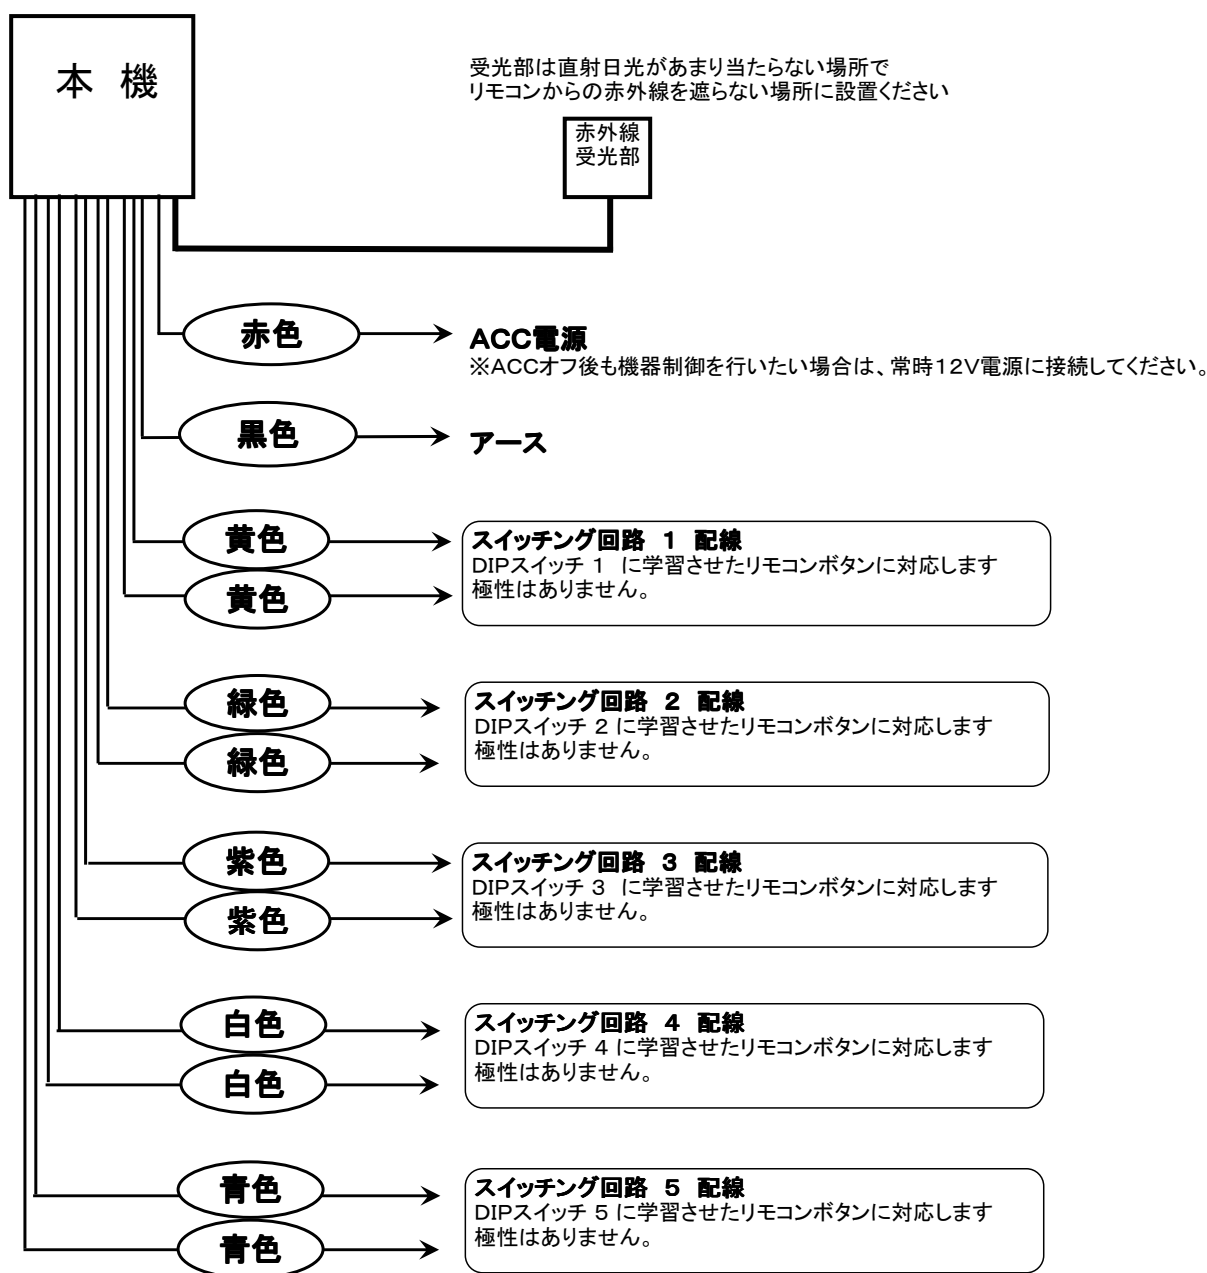 本 機
受光部は直射日光があまり当たらない場所で
リモコンからの赤外線を遮らない場所に設置ください
赤外線
受光部
赤色
ACC電源
※ACCオフ後も機器制御を行いたい場合は、常時12V電源に接続してください。
黒色
アース
黄色
黄色
スイッチング回路 1 配線
DIPスイッチ 1 に学習させたリモコンボタンに対応します
極性はありません。
緑色
緑色
スイッチング回路 2 配線
DIPスイッチ 2 に学習させたリモコンボタンに対応します
極性はありません。
紫色
紫色
スイッチング回路 3 配線
DIPスイッチ 3 に学習させたリモコンボタンに対応します
極性はありません。
白色
白色
スイッチング回路 4 配線
DIPスイッチ 4 に学習させたリモコンボタンに対応します
極性はありません。
青色
青色
スイッチング回路 5 配線
DIPスイッチ 5 に学習させたリモコンボタンに対応します
極性はありません。